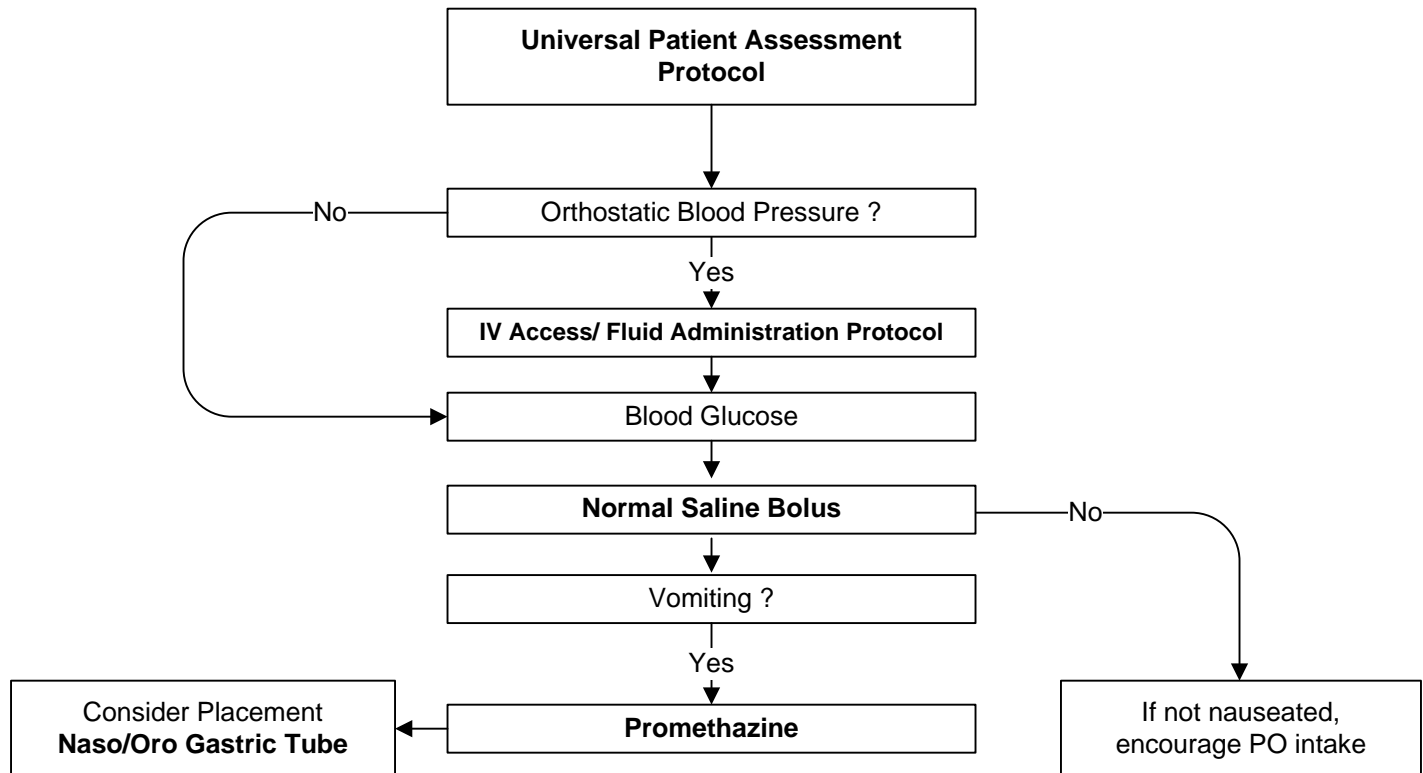 Universal Patient Assessment
Protocol
No
Orthostatic Blood Pressure ?
Yes
IV Access/ Fluid Administration Protocol
Blood Glucose
Normal Saline Bolus
No
Vomiting ?
Yes
Consider Placement
Naso/Oro Gastric Tube
Promethazine
If not nauseated,
encourage PO intake